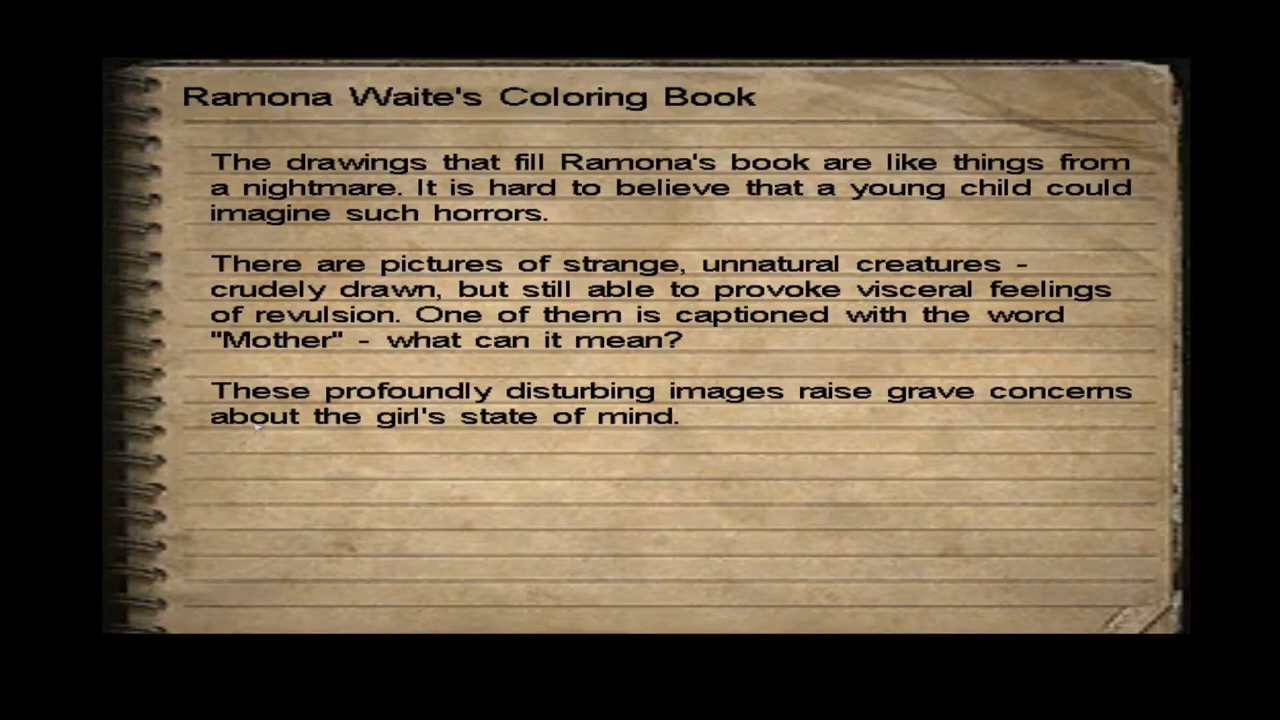 Ramona Waite's Coloring Book
The drawings that fill Ramona's book are like things from
a nightmare. It is hard to believe that a young child could
imagine such horrors.
There are pictures of strange, unnatural creatures -
crudely drawn, but still able to provoke visceral feelings
of revulsion. One of them is captioned with the word
"Mother" - what can it mean?
These profoundly disturbing images raise grave concerns
about the girl's state of mind.